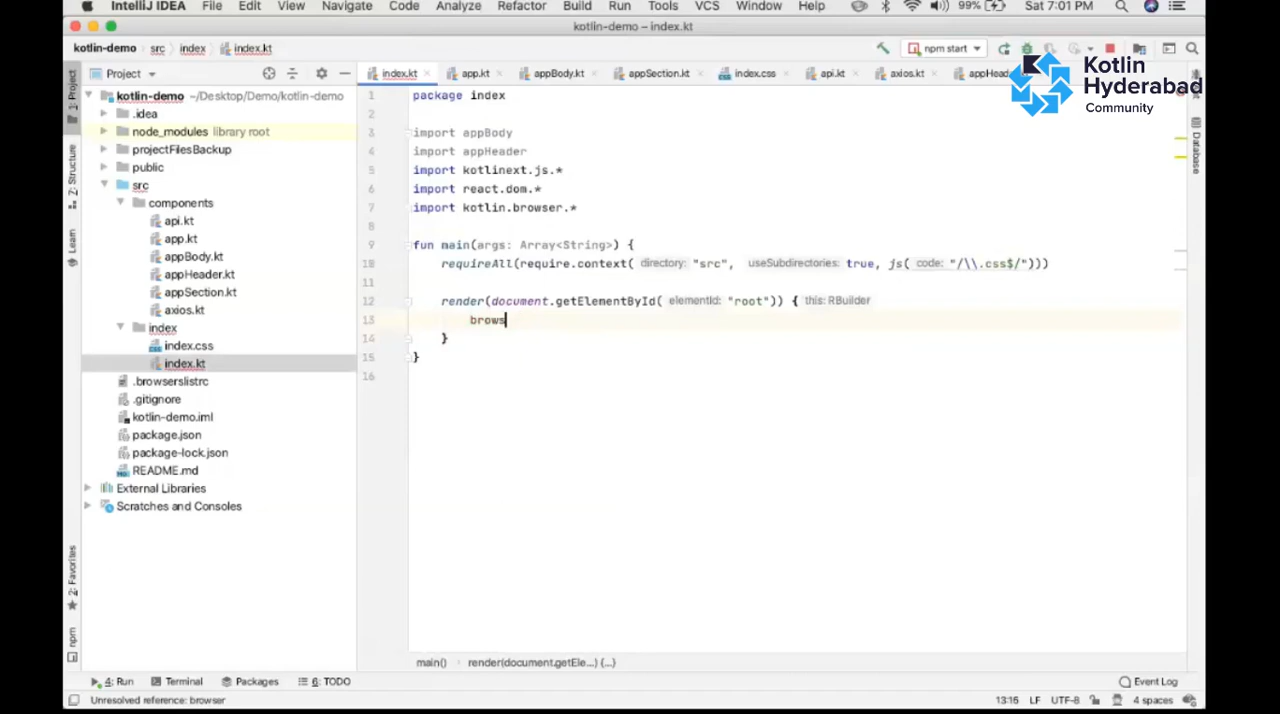 IntelliJ IDEA File Edit View Navigate Code Analyze Refactor Build Run Tools VCS Window Help 99% Sat 7:01 PM
kotlin-demo – index.kt
kotlin-demo src index index.kt npm start
Project index.kt app.kt appBody.kt appSection.kt index.css api.kt axios.kt appHead
Kotlin
Hyderabad
Community
1: Project
Z: Structure
Learn
2: Favorites
npm
Database
kotlin-demo ~/Desktop/Demo/kotlin-demo
.idea
node_modules library root
projectFilesBackup
public
src
components
api.kt
app.kt
appBody.kt
appHeader.kt
appSection.kt
axios.kt
index
index.css
index.kt
.browserslistrc
.gitignore
kotlin-demo.iml
package.json
package-lock.json
README.md
External Libraries
Scratches and Consoles
1 package index
2
3 import appBody
4 import appHeader
5 import kotlinext.js.*
6 import react.dom.*
7 import kotlin.browser.*
8
9 fun main(args: Array<String>) {
10 requireAll(require.context( directory: "src", useSubdirectories: true, js( code: "/\\.css$/")))
11
12 render(document.getElementById( elementId: "root")) { this: RBuilder
13 brows
14 }
15 }
16
main() render(document.getEle...) {...}
4: Run Terminal Packages 6: TODO Event Log
Unresolved reference: browser 13:16 LF UTF-8 4 spaces